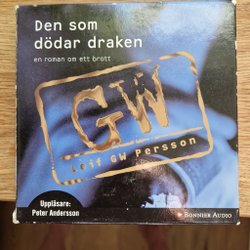 Den som
dödar draken
en roman om ett brott
GW
Leif GW Persson
Uppläsare:
Peter Andersson
BONNIER AUDIO